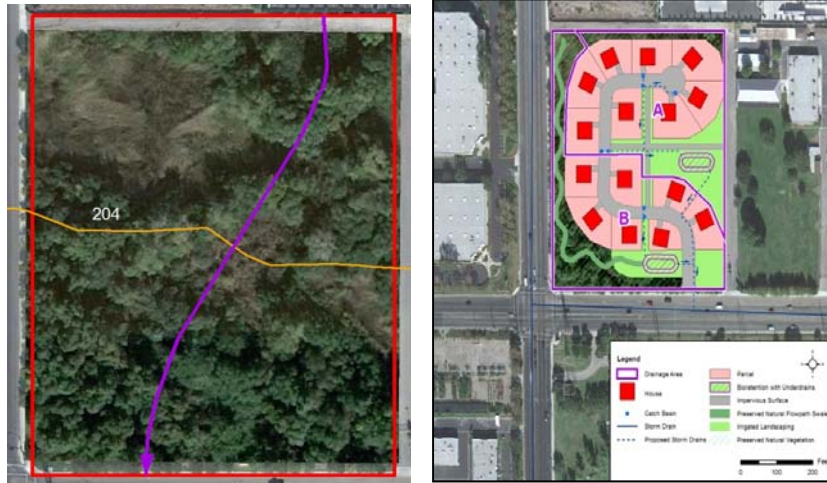 204
A
B
Legend
Drainage Area
House
Catch Basin
Storm Drain
Proposed Storm Drains
Parcel
Bioretention with Underdrains
Impervious Surface
Preserved Natural Flowpath Swale
Irrigated Landscaping
Preserved Natural Vegetation
Fee
0 100 200